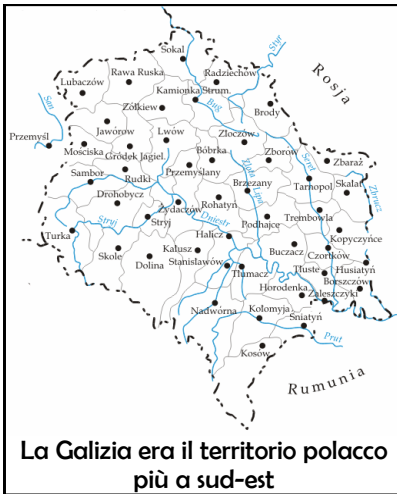 Sokal
Styr
Rosja
Lubaczów
Rawa Ruska
Radziechów
Kamionka Strum.
San
Bug
Żółkiew
Brody
Jaworów
Lwów
Złoczów
Przemyśl
Mościska
Gródek Jagiel.
Bóbrka
Zborów
Seret
Zbaraż
Przemyślany
Złota Lipa
Sambor
Rudki
Brzeżany
Tarnopol
Skałat
Zbrucz
Drohobycz
Żydaczów
Rohatyn
Trembowla
Stryj
Stryj
Dniestr
Podhajce
Turka
Halicz
Kopyczyńce
Skole
Kałusz
Buczacz
Czortków
Dolina
Stanisławów
Tłumacz
Tłuste
Husiatyń
Horodenka
Borszczów
Zaleszczyki
Nadwórna
Kołomyja
Śniatyń
Prut
Kosów
Rumunia
La Galizia era il territorio polacco
più a sud-est